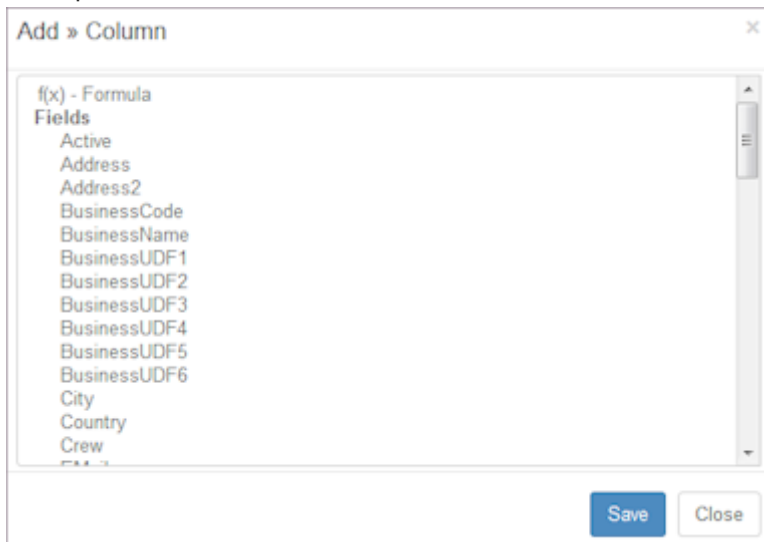 Add » Column
×
f(x) - Formula
Fields
Active
Address
Address2
BusinessCode
BusinessName
BusinessUDF1
BusinessUDF2
BusinessUDF3
BusinessUDF4
BusinessUDF5
BusinessUDF6
City
Country
Crew
Save Close